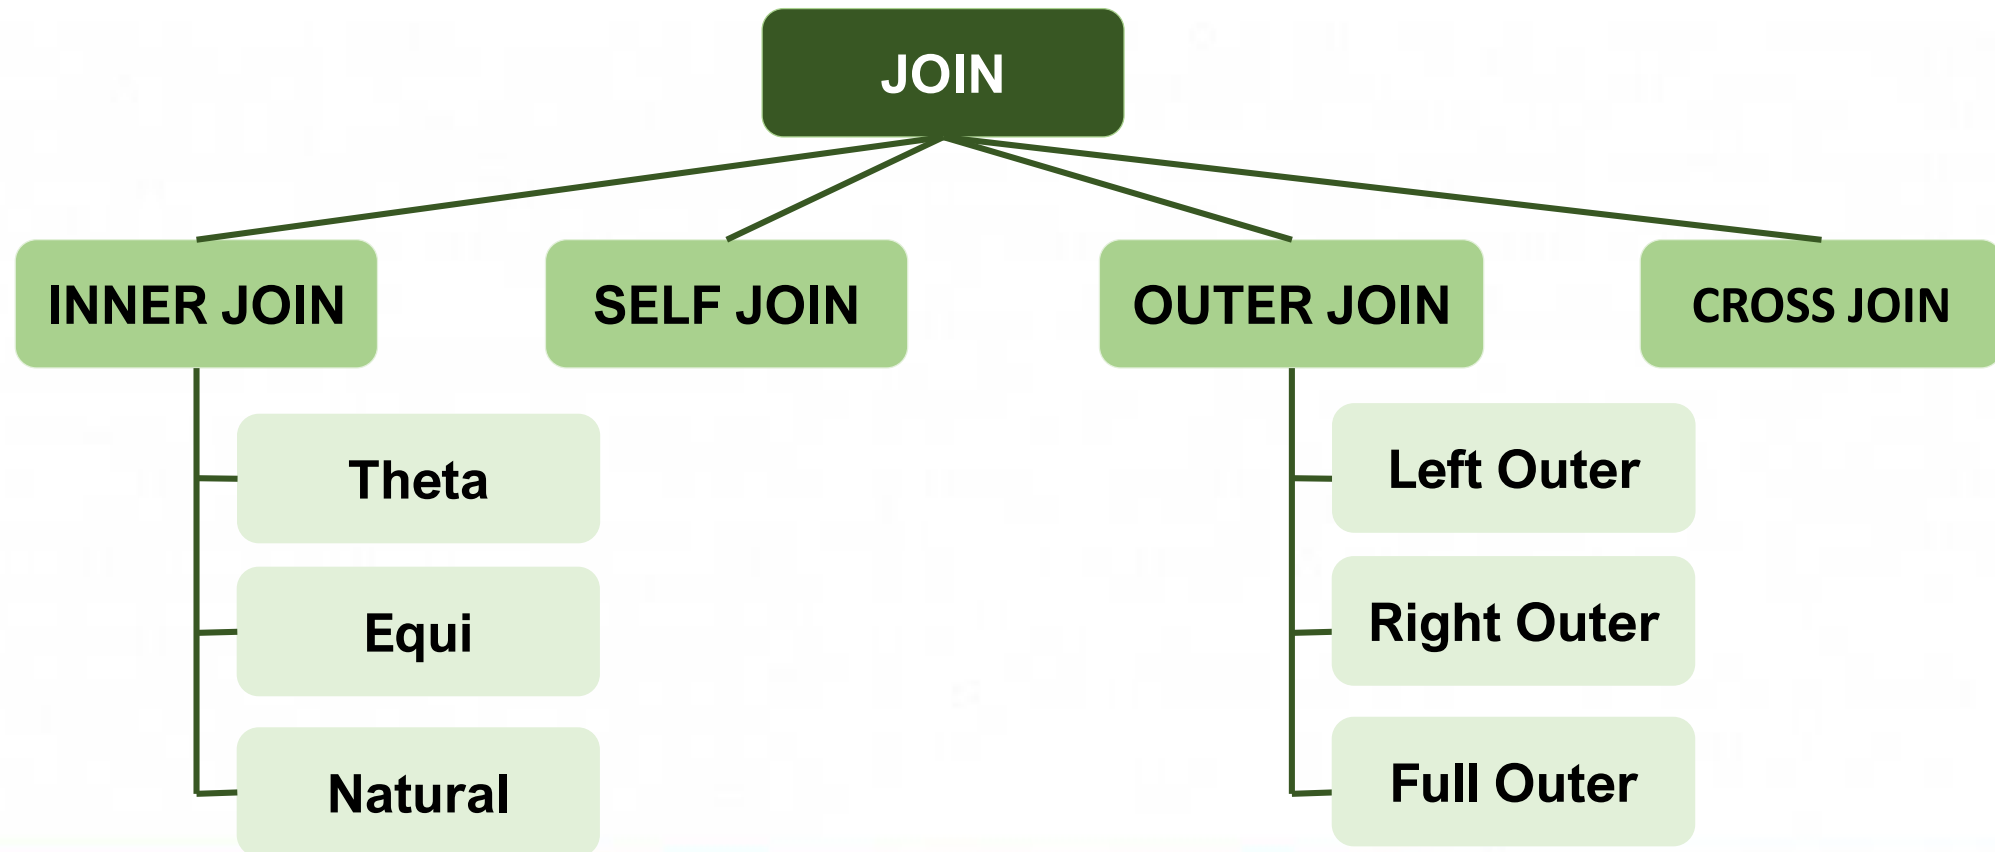 JOIN
INNER JOIN
SELF JOIN
OUTER JOIN
CROSS JOIN
Theta
Equi
Natural
Left Outer
Right Outer
Full Outer